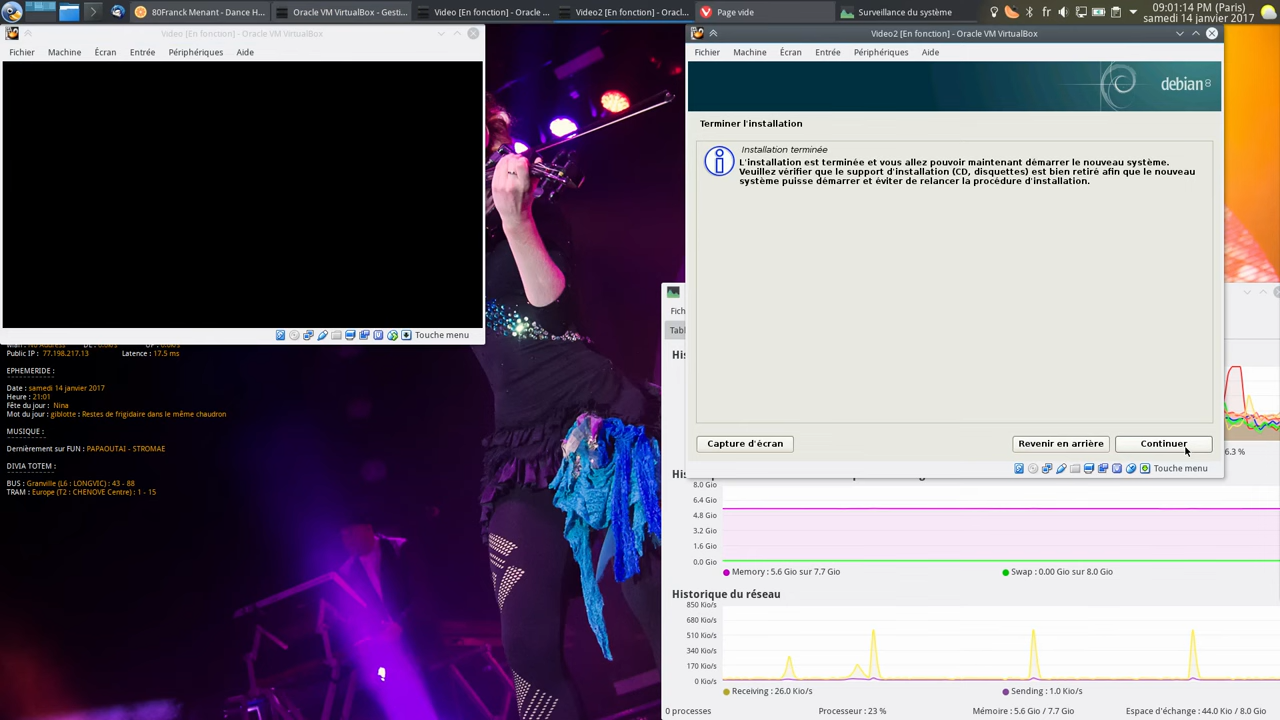 80Franck Menant - Dance H...
Oracle VM VirtualBox - Gesti...
Video [En fonction] - Oracle ...
Video2 [En fonction] - Oracl...
Page vide
Surveillance du système
09:01:14 PM (Paris)
samedi 14 janvier 2017
Video [En fonction] - Oracle VM VirtualBox
Fichier Machine Écran Entrée Périphériques Aide
Touche menu
Public IP : 77.198.217.13 Latence : 17.5 ms
EPHEMERIDE :
Date : samedi 14 janvier 2017
Heure : 21:01
Fête du jour : Nina
Mot du jour : giblotte : Restes de frigidaire dans le même chaudron
MUSIQUE :
Dernièrement sur FUN : PAPAOUTAI - STROMAE
DIVIA TOTEM :
BUS : Granville (L6 : LONGVIC) : 43 - 88
TRAM : Europe (T2 : CHENOVE Centre) : 1 - 15
Video2 [En fonction] - Oracle VM VirtualBox
Fichier Machine Écran Entrée Périphériques Aide
debian 8
Terminer l'installation
Installation terminée
L'installation est terminée et vous allez pouvoir maintenant démarrer le nouveau système.
Veuillez vérifier que le support d'installation (CD, disquettes) est bien retiré afin que le nouveau
système puisse démarrer et éviter de relancer la procédure d'installation.
Capture d'écran
Revenir en arrière
Continuer
Touche menu
Fich
Tabl
His
6.3 %
8.0 Gio
6.4 Gio
4.8 Gio
3.2 Gio
1.6 Gio
0.0 Gio
Memory : 5.6 Gio sur 7.7 Gio
Swap : 0.00 Gio sur 8.0 Gio
Historique du réseau
850 Kio/s
680 Kio/s
510 Kio/s
340 Kio/s
170 Kio/s
0 Kio/s
Receiving : 26.0 Kio/s
Sending : 1.0 Kio/s
0 processes
Processeur : 23 %
Mémoire : 5.6 Gio / 7.7 Gio
Espace d'échange : 44.0 Kio / 8.0 Gio